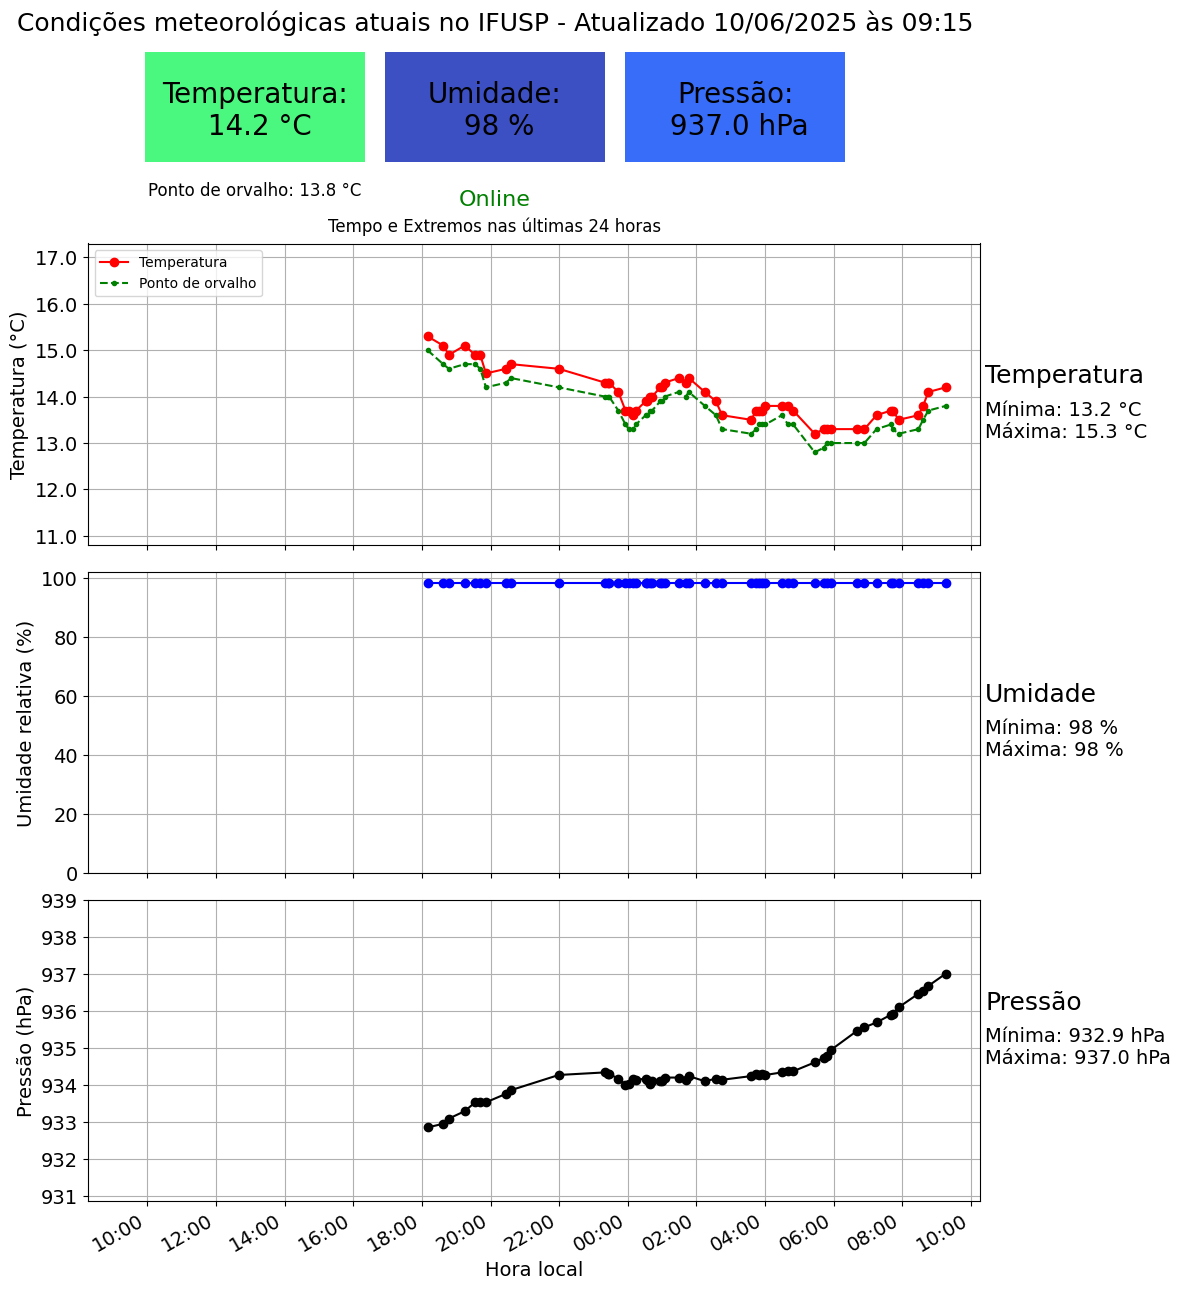 Condições meteorológicas atuais no IFUSP - Atualizado 10/06/2025 às 09:15
Temperatura:
14.2 °C
Umidade:
98 %
Pressão:
937.0 hPa
Ponto de orvalho: 13.8 °C
Online
Tempo e Extremos nas últimas 24 horas
Temperatura
Ponto de orvalho
17.0
16.0
15.0
14.0
13.0
12.0
11.0
Temperatura (°C)
Temperatura
Mínima: 13.2 °C
Máxima: 15.3 °C
100
80
60
40
20
0
Umidade relativa (%)
Umidade
Mínima: 98 %
Máxima: 98 %
939
938
937
936
935
934
933
932
931
Pressão (hPa)
Pressão
Mínima: 932.9 hPa
Máxima: 937.0 hPa
10:00
12:00
14:00
16:00
18:00
20:00
22:00
00:00
02:00
04:00
06:00
08:00
10:00
Hora local